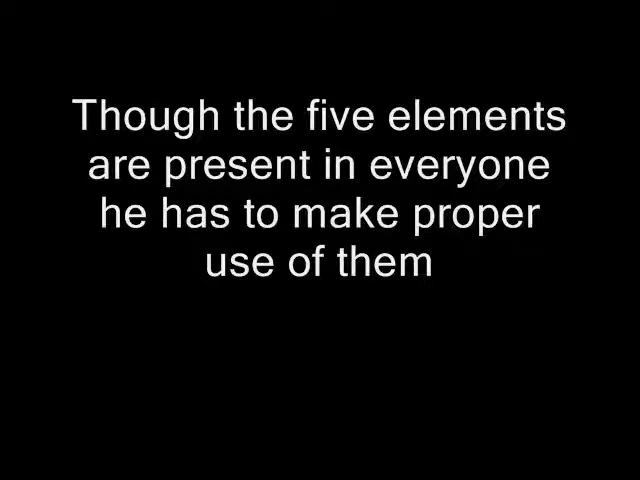 Though the five elements
are present in everyone
he has to make proper
use of them